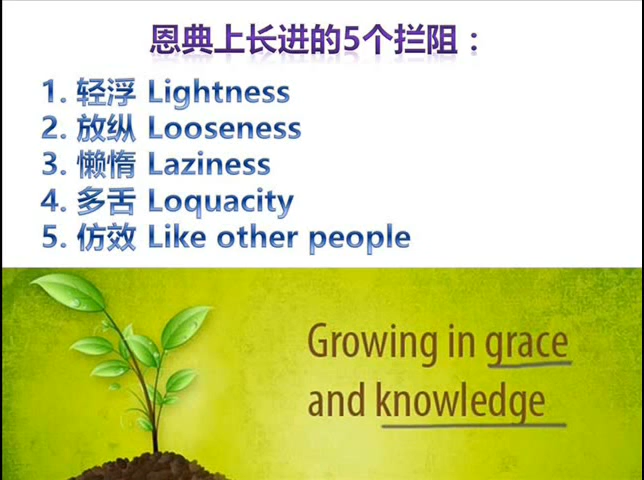 恩典上长进的5个拦阻：
1. 轻浮 Lightness
2. 放纵 Looseness
3. 懒惰 Laziness
4. 多舌 Loquacity
5. 仿效 Like other people
Growing in grace
and knowledge